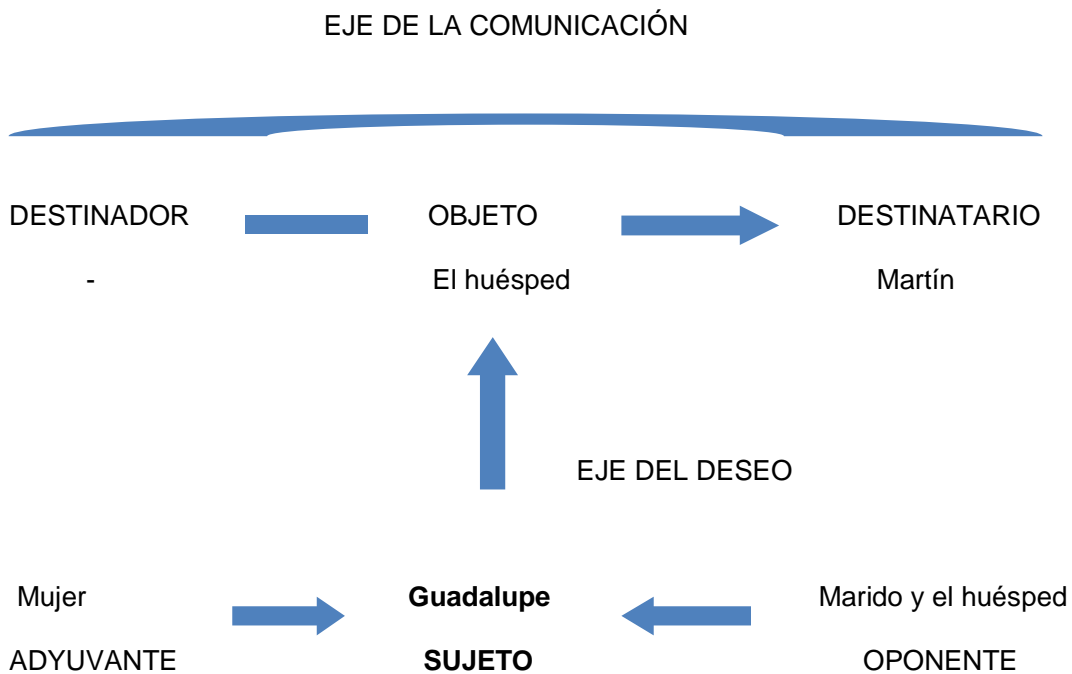 EJE DE LA COMUNICACIÓN
DESTINADOR OBJETO DESTINATARIO
- El huésped Martín
EJE DEL DESEO
Mujer Guadalupe Marido y el huésped
ADYUVANTE SUJETO OPONENTE